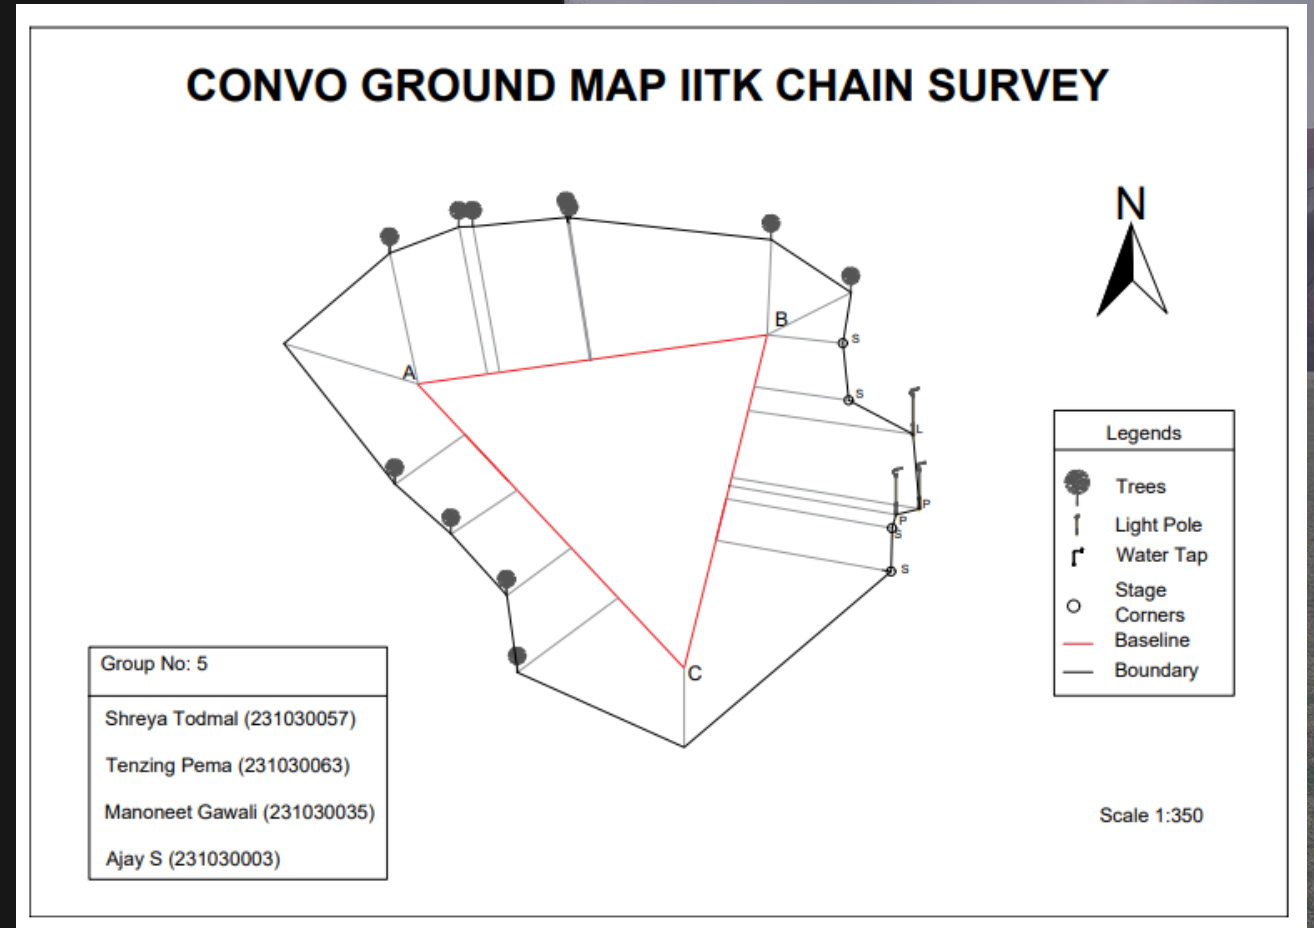 CONVO GROUND MAP IITK CHAIN SURVEY
N
B
S
A
S
L
P
P
S
S
C
Legends
Trees
Light Pole
Water Tap
Stage
Corners
Baseline
Boundary
Group No: 5
Shreya Todmal (231030057)
Tenzing Pema (231030063)
Manoneet Gawali (231030035)
Ajay S (231030003)
Scale 1:350